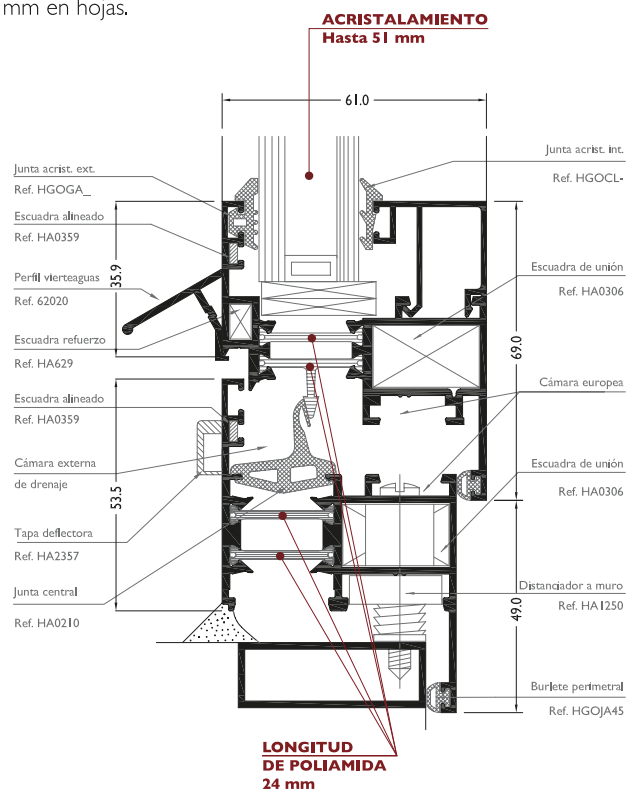 mm en hojas.
ACRISTALAMIENTO
Hasta 51 mm
61.0
Junta acrist. ext.
Ref. HGOGA_
Escuadra alineado
Ref. HA0359
Perfil vierteaguas
Ref. 62020
Escuadra refuerzo
Ref. HA629
Escuadra alineado
Ref. HA0359
Cámara externa
de drenaje
Tapa deflectora
Ref. HA2357
Junta central
Ref. HA0210
35.9
53.5
Junta acrist. int.
Ref. HGOCL-
Escuadra de unión
Ref. HA0306
69.0
Cámara europea
Escuadra de unión
Ref. HA0306
Distanciador a muro
Ref. HA1250
49.0
Burlete perimetral
Ref. HGOJA45
LONGITUD
DE POLIAMIDA
24 mm